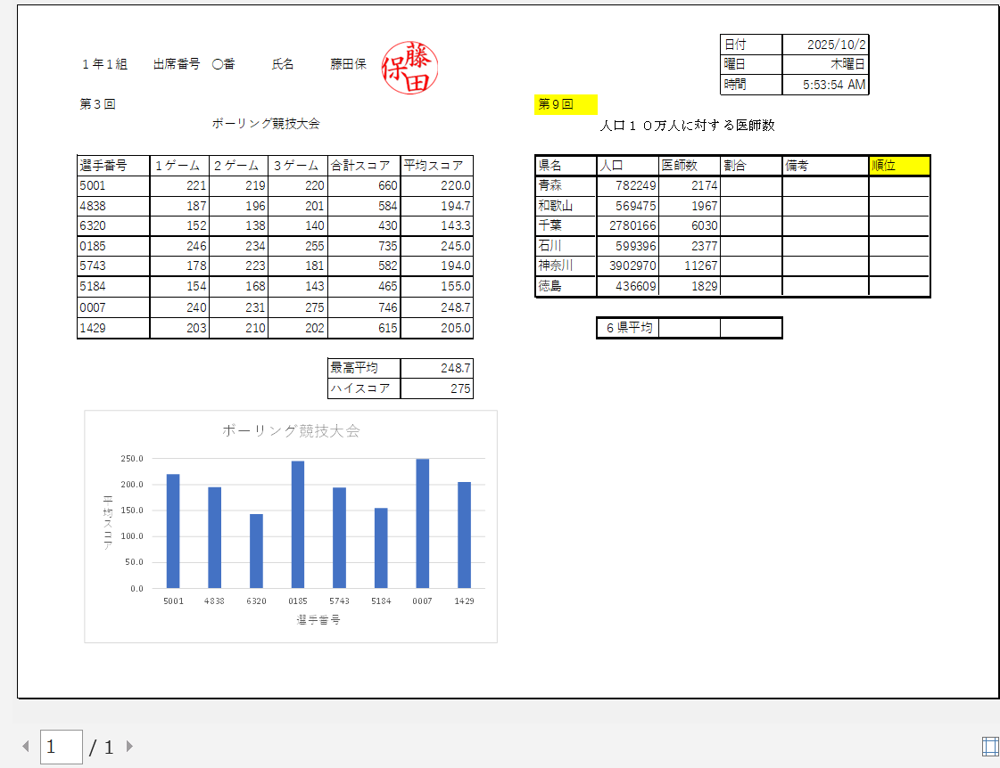 １年１組 出席番号 〇番 氏名 藤田保 藤田保
日付 2025/10/2
曜日 木曜日
時間 5:53:54 AM
第３回
ボーリング競技大会
選手番号 １ゲーム ２ゲーム ３ゲーム 合計スコア 平均スコア
5001 221 219 220 660 220.0
4838 187 196 201 584 194.7
6320 152 138 140 430 143.3
0185 246 234 255 735 245.0
5743 178 223 181 582 194.0
5184 154 168 143 465 155.0
0007 240 231 275 746 248.7
1429 203 210 202 615 205.0
最高平均 248.7
ハイスコア 275
ボーリング競技大会
平均スコア
250.0
200.0
150.0
100.0
50.0
0.0
5001 4838 6320 0185 5743 5184 0007 1429
選手番号
第９回
人口１０万人に対する医師数
県名 人口 医師数 割合 備考 順位
青森 782249 2174
和歌山 569475 1967
千葉 2780166 6030
石川 599396 2377
神奈川 3902970 11267
徳島 436609 1829
６県平均
1 / 1